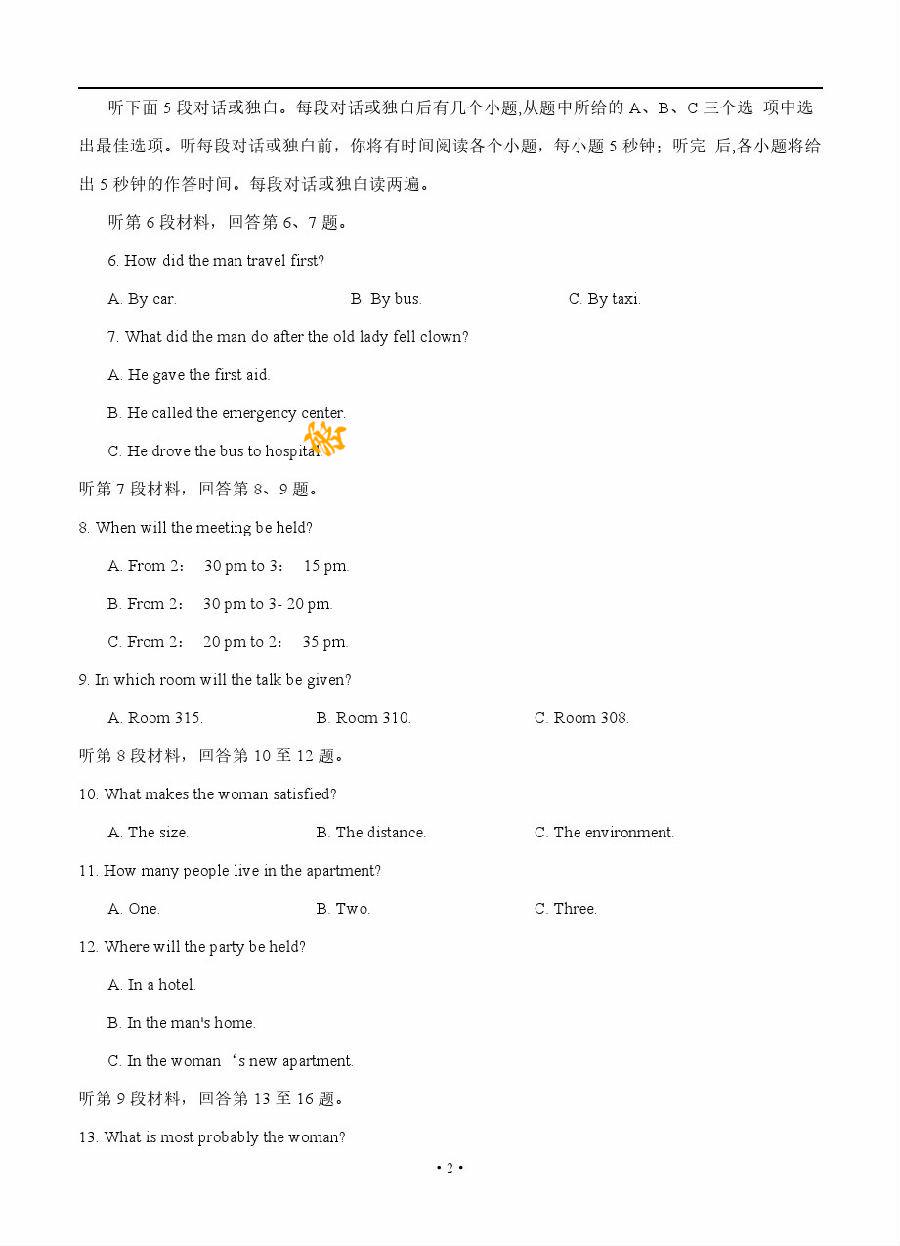 听下面 5 段对话或独白。每段对话或独白后有几个小题,从题中所给的 A、B、C 三个选 项中选
出最佳选项。听每段对话或独白前，你将有时间阅读各个小题，每小题 5 秒钟；听完 后,各小题将给
出 5 秒钟的作答时间。每段对话或独白读两遍。
听第 6 段材料，回答第 6、7 题。
6. How did the man travel first?
A. By car. B By bus. C. By taxi.
7. What did the man do after the old lady fell clown?
A. He gave the first aid.
B. He called the emergency center.
C. He drove the bus to hospital.
听第 7 段材料，回答第 8、9 题。
8. When will the meeting be held?
A. From 2： 30 pm to 3： 15 pm.
B. From 2： 30 pm to 3- 20 pm.
C. From 2： 20 pm to 2： 35 pm.
9. In which room will the talk be given?
A. Room 315. B. Room 310. C. Room 308.
听第 8 段材料，回答第 10 至 12 题。
10. What makes the woman satisfied?
A. The size. B. The distance. C. The environment.
11. How many people live in the apartment?
A. One. B. Two. C. Three.
12. Where will the party be held?
A. In a hotel.
B. In the man's home.
C. In the woman‘s new apartment.
听第 9 段材料，回答第 13 至 16 题。
13. What is most probably the woman?
• 2 •